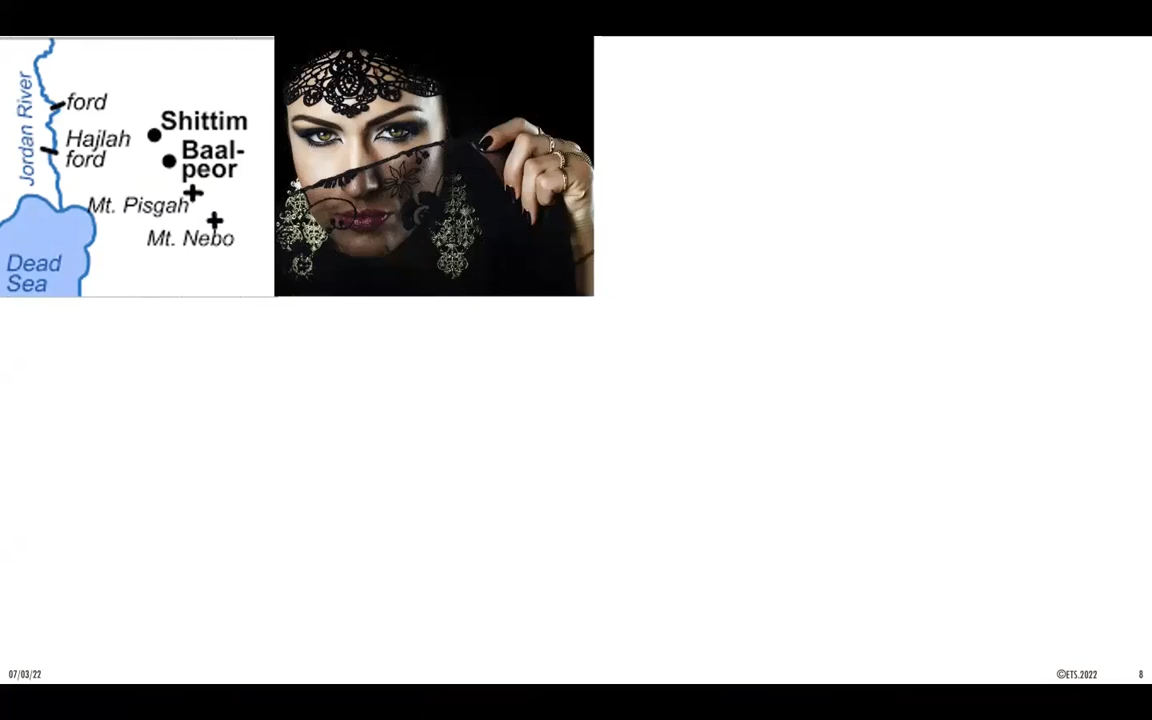 Jordan River
ford
Hajlah
ford
Shittim
Baal-
peor
Mt. Pisgah
Mt. Nebo
Dead
Sea
07/03/22
©ETS.2022
8